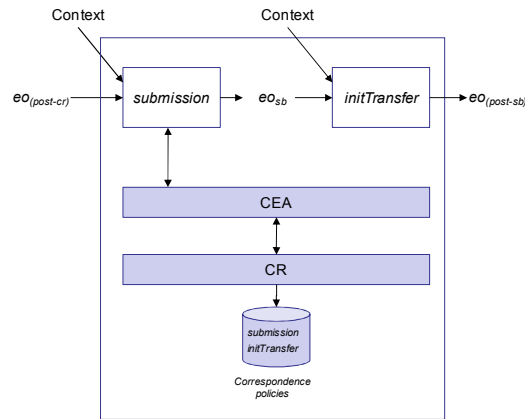 Context
Context
eo(post-cr)
submission
eosb
initTransfer
eo(post-sb)
CEA
CR
submission
initTransfer
Correspondence
policies